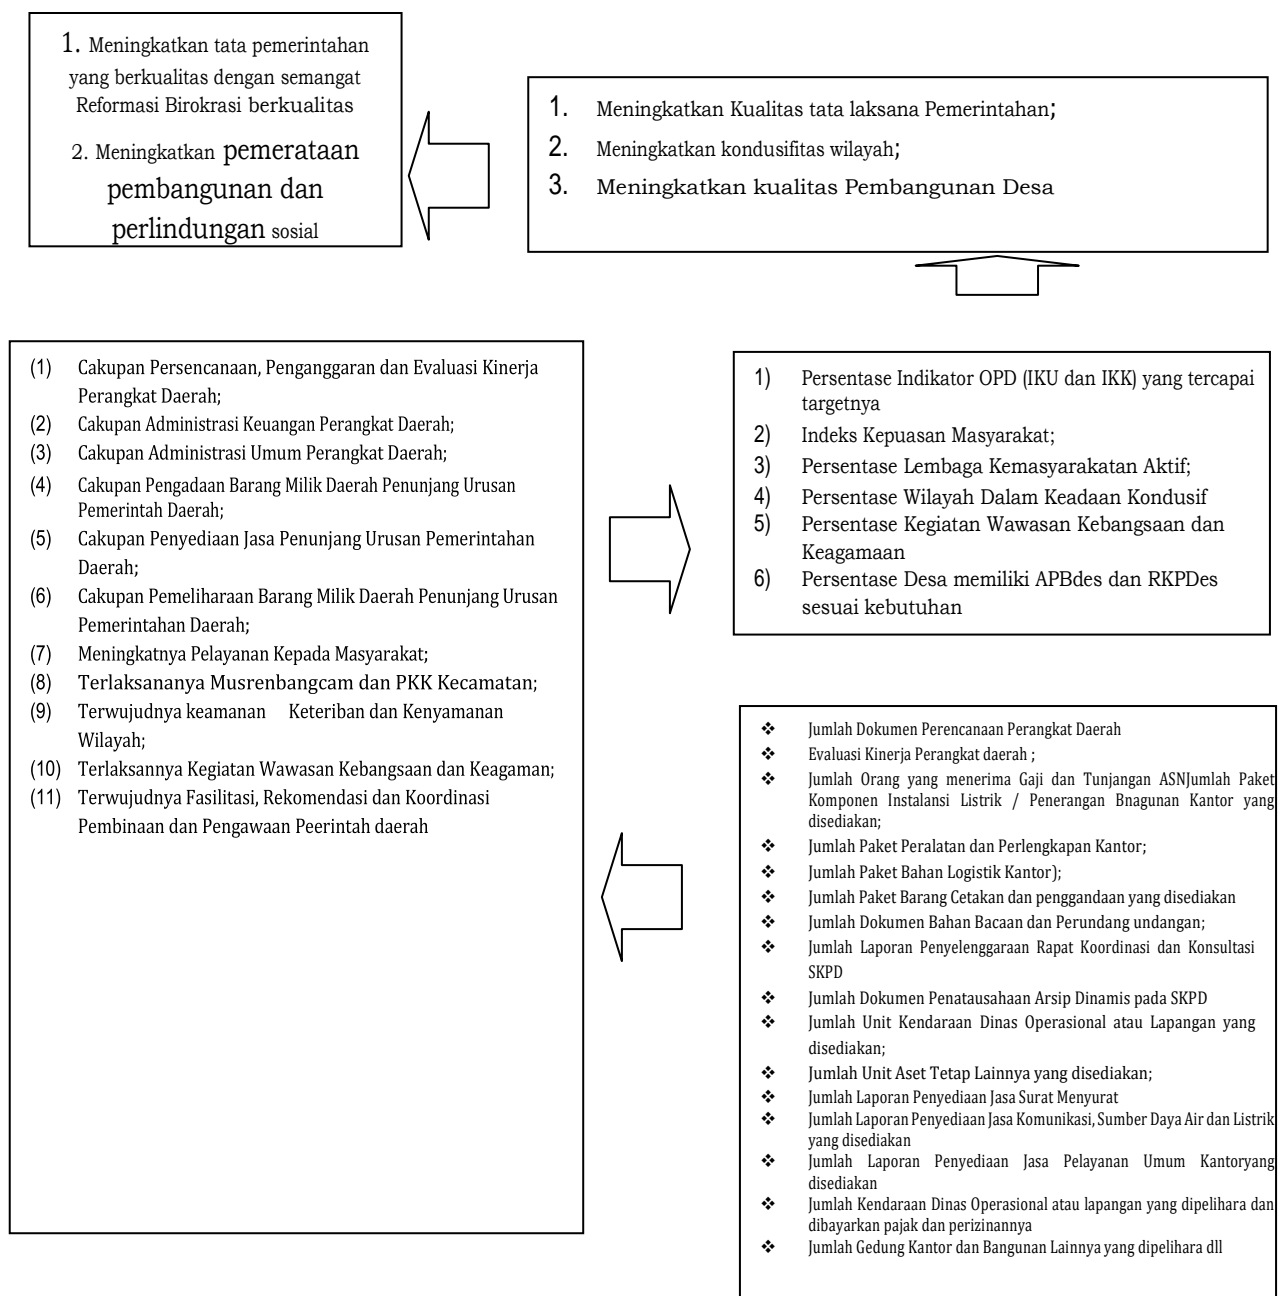 1. Meningkatkan tata pemerintahan
yang berkualitas dengan semangat
Reformasi Birokrasi berkualitas
2. Meningkatkan pemerataan
pembangunan dan
perlindungan sosial
1. Meningkatkan Kualitas tata laksana Pemerintahan;
2. Meningkatkan kondusifitas wilayah;
3. Meningkatkan kualitas Pembangunan Desa
(1) Cakupan Persencanaan, Penganggaran dan Evaluasi Kinerja
Perangkat Daerah;
(2) Cakupan Administrasi Keuangan Perangkat Daerah;
(3) Cakupan Administrasi Umum Perangkat Daerah;
(4) Cakupan Pengadaan Barang Milik Daerah Penunjang Urusan
Pemerintah Daerah;
(5) Cakupan Penyediaan Jasa Penunjang Urusan Pemerintahan
Daerah;
(6) Cakupan Pemeliharaan Barang Milik Daerah Penunjang Urusan
Pemerintahan Daerah;
(7) Meningkatnya Pelayanan Kepada Masyarakat;
(8) Terlaksananya Musrenbangcam dan PKK Kecamatan;
(9) Terwujudnya keamanan Keteriban dan Kenyamanan
Wilayah;
(10) Terlaksannya Kegiatan Wawasan Kebangsaan dan Keagaman;
(11) Terwujudnya Fasilitasi, Rekomendasi dan Koordinasi
Pembinaan dan Pengawaan Peerintah daerah
1) Persentase Indikator OPD (IKU dan IKK) yang tercapai
targetnya
2) Indeks Kepuasan Masyarakat;
3) Persentase Lembaga Kemasyarakatan Aktif;
4) Persentase Wilayah Dalam Keadaan Kondusif
5) Persentase Kegiatan Wawasan Kebangsaan dan
Keagamaan
6) Persentase Desa memiliki APBdes dan RKPDes
sesuai kebutuhan
❖ Jumlah Dokumen Perencanaan Perangkat Daerah
❖ Evaluasi Kinerja Perangkat daerah ;
❖ Jumlah Orang yang menerima Gaji dan Tunjangan ASNJumlah Paket
Komponen Instalansi Listrik / Penerangan Bnagunan Kantor yang
disediakan;
❖ Jumlah Paket Peralatan dan Perlengkapan Kantor;
❖ Jumlah Paket Bahan Logistik Kantor);
❖ Jumlah Paket Barang Cetakan dan penggandaan yang disediakan
❖ Jumlah Dokumen Bahan Bacaan dan Perundang undangan;
❖ Jumlah Laporan Penyelenggaraan Rapat Koordinasi dan Konsultasi
SKPD
❖ Jumlah Dokumen Penatausahaan Arsip Dinamis pada SKPD
❖ Jumlah Unit Kendaraan Dinas Operasional atau Lapangan yang
disediakan;
❖ Jumlah Unit Aset Tetap Lainnya yang disediakan;
❖ Jumlah Laporan Penyediaan Jasa Surat Menyurat
❖ Jumlah Laporan Penyediaan Jasa Komunikasi, Sumber Daya Air dan Listrik
yang disediakan
❖ Jumlah Laporan Penyediaan Jasa Pelayanan Umum Kantoryang
disediakan
❖ Jumlah Kendaraan Dinas Operasional atau lapangan yang dipelihara dan
dibayarkan pajak dan perizinannya
❖ Jumlah Gedung Kantor dan Bangunan Lainnya yang dipelihara dll